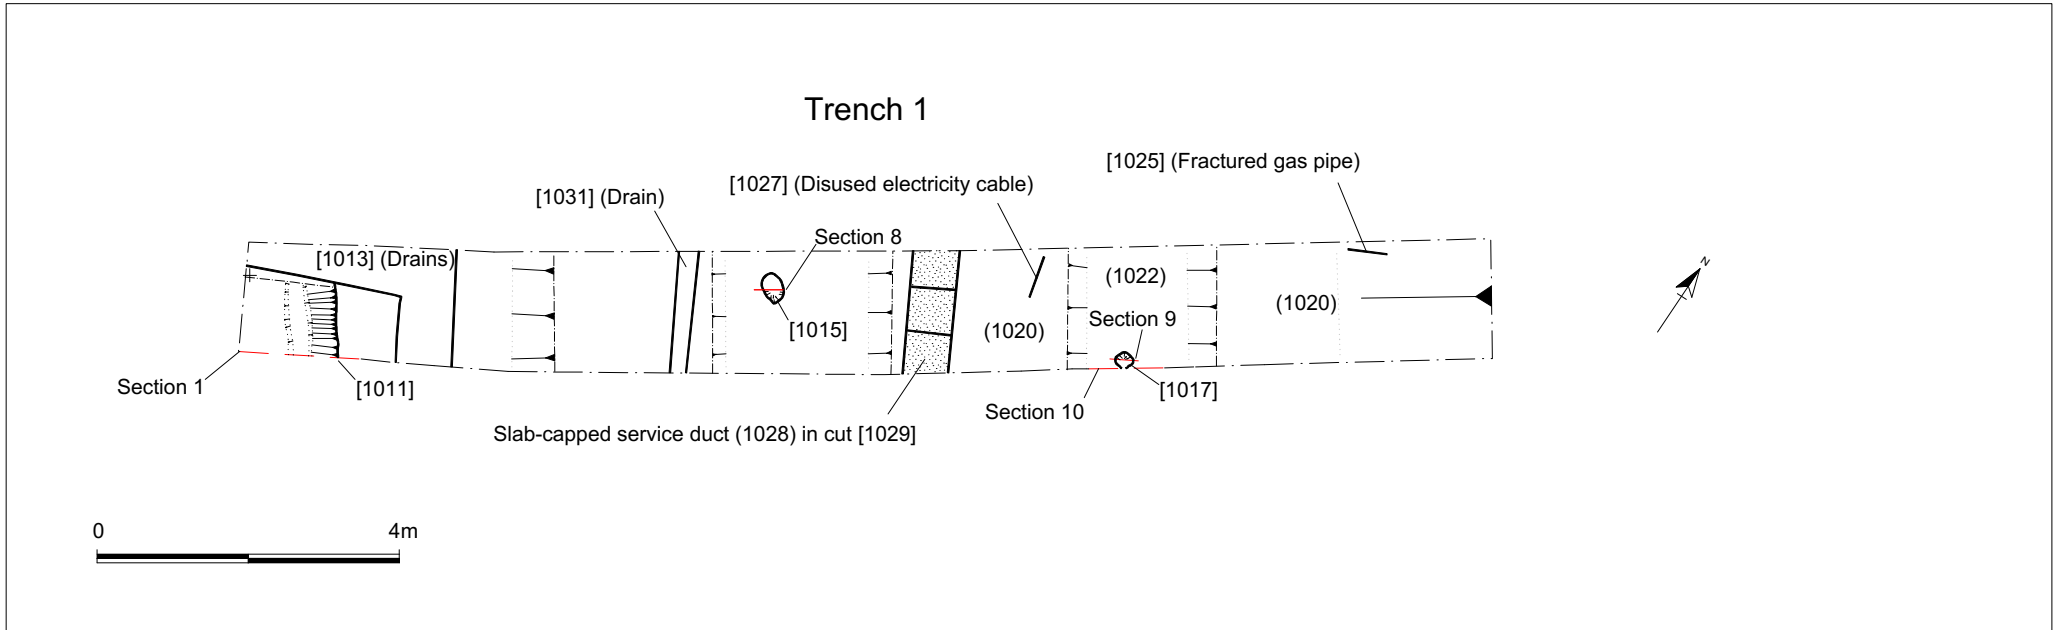 Trench 1
[1025] (Fractured gas pipe)
[1027] (Disused electricity cable)
[1031] (Drain)
Section 8
[1013] (Drains)
N
(1022)
(1020)
Section 9
[1015]
(1020)
Section 1
[1011]
[1017]
Section 10
Slab-capped service duct (1028) in cut [1029]
0 4m